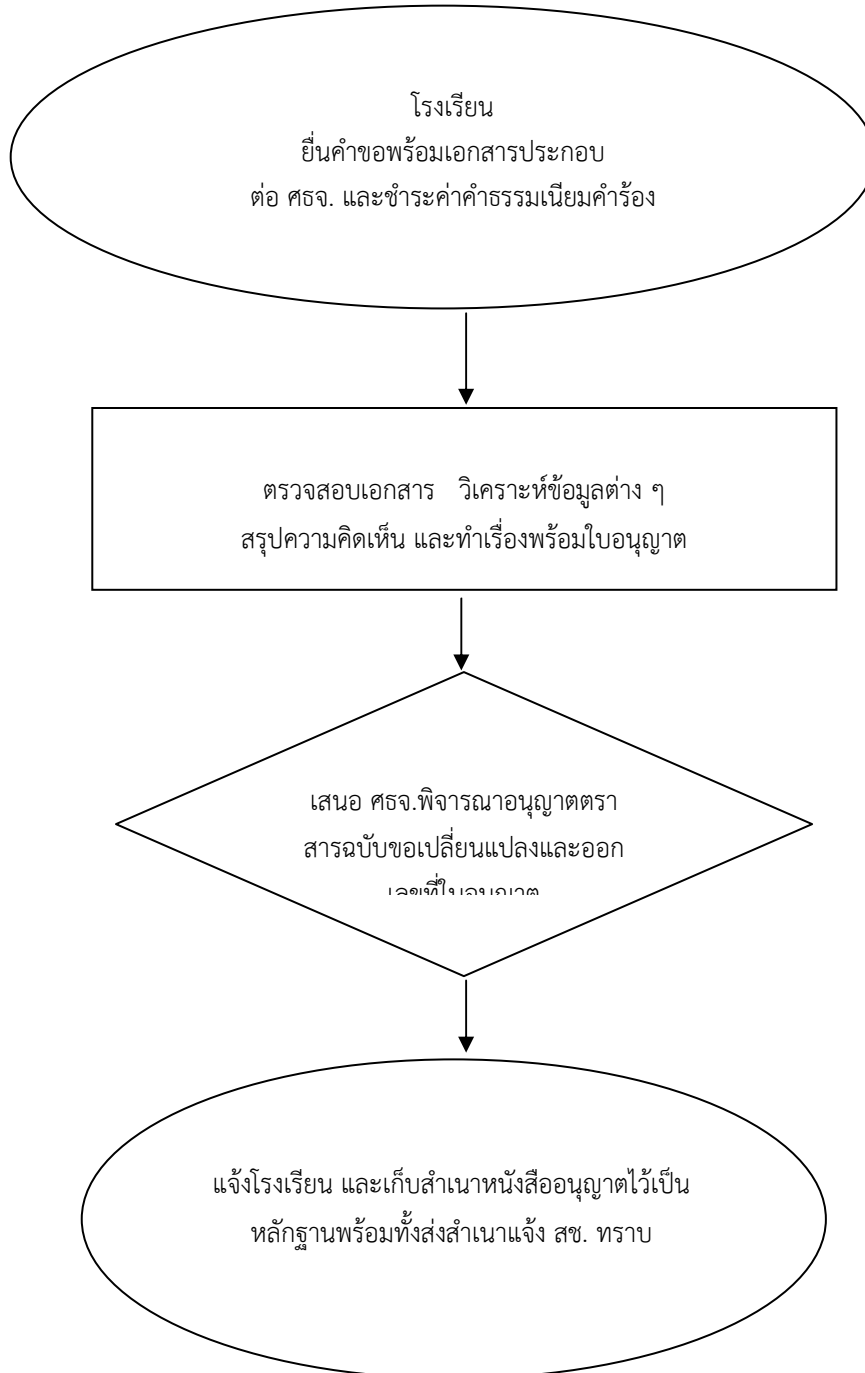 โรงเรียน
ยื่นคำขอพร้อมเอกสารประกอบ
ต่อ ศธจ. และชำระค่าคำธรรมเนียมคำร้อง
ตรวจสอบเอกสาร วิเคราะห์ข้อมูลต่าง ๆ
สรุปความคิดเห็น และทำเรื่องพร้อมใบอนุญาต
เสนอ ศธจ.พิจารณาอนุญาตตรา
สารฉบับขอเปลี่ยนแปลงและออก
เลขที่ใบอนุญาต
แจ้งโรงเรียน และเก็บสำเนาหนังสืออนุญาตไว้เป็น
หลักฐานพร้อมทั้งส่งสำเนาแจ้ง สช. ทราบ